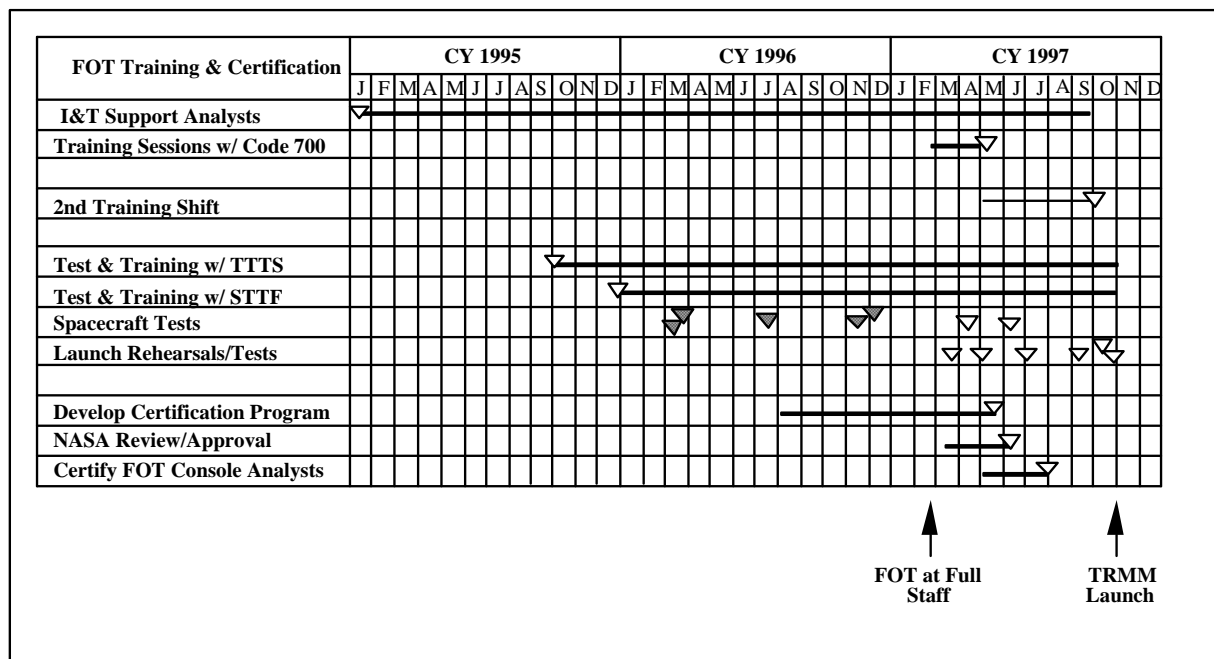 FOT Training & Certification
CY 1995 CY 1996 CY 1997
J F M A M J J A S O N D J F M A M J J A S O N D J F M A M J J A S O N D
I&T Support Analysts
Training Sessions w/ Code 700
2nd Training Shift
Test & Training w/ TTTS
Test & Training w/ STTF
Spacecraft Tests
Launch Rehearsals/Tests
Develop Certification Program
NASA Review/Approval
Certify FOT Console Analysts
FOT at Full
Staff
TRMM
Launch